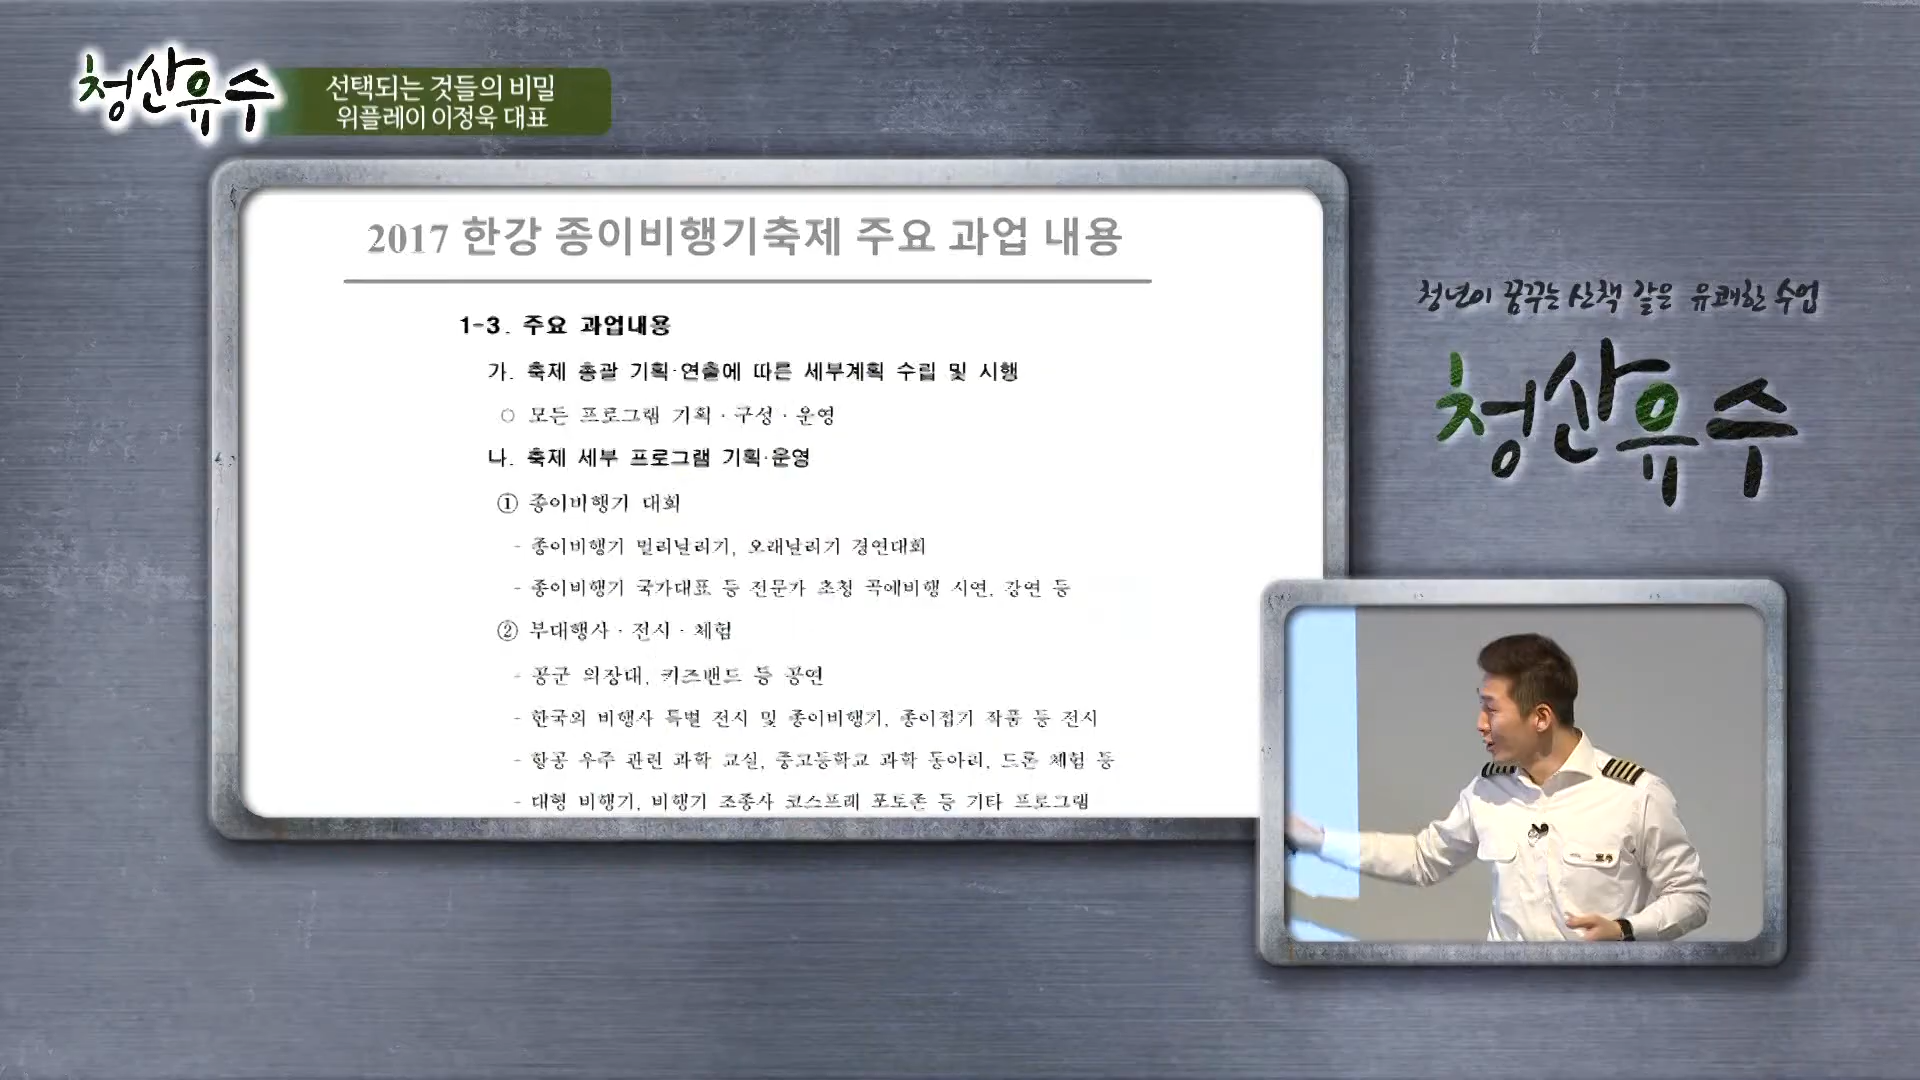 청산유수
선택되는 것들의 비밀
위플레이 이정욱 대표
2017 한강 종이비행기축제 주요 과업 내용
1-3. 주요 과업내용
가. 축제 총괄 기획·연출에 따른 세부계획 수립 및 시행
○ 모든 프로그램 기획·구성·운영
나. 축제 세부 프로그램 기획·운영
① 종이비행기 대회
- 종이비행기 멀리날리기, 오래날리기 경연대회
- 종이비행기 국가대표 등 전문가 초청 곡예비행 시연, 강연 등
② 부대행사·전시·체험
- 공군 의장대, 키즈밴드 등 공연
- 한국의 비행사 특별 전시 및 종이비행기, 종이접기 작품 등 전시
- 항공 우주 관련 과학 교실, 중고등학교 과학 동아리, 드론 체험 등
- 대형 비행기, 비행기 조종사 코스프레 포토존 등 기타 프로그램
청년이 꿈꾸는 산책 같은 유쾌한 수업
청산유수